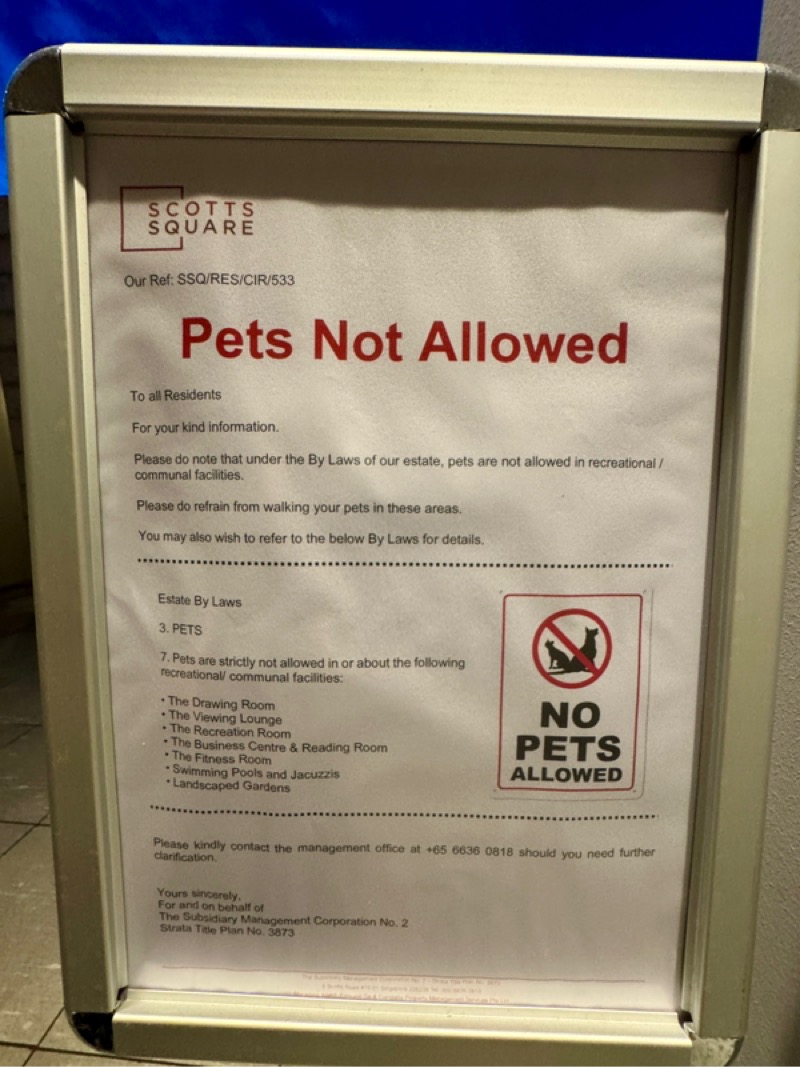 SCOTTS
SQUARE
Our Ref: SSQ/RES/CIR/533
Pets Not Allowed
To all Residents
For your kind information.
Please do note that under the By Laws of our estate, pets are not allowed in recreational /
communal facilities.
Please do refrain from walking your pets in these areas.
You may also wish to refer to the below By Laws for details.
Estate By Laws
3. PETS
7. Pets are strictly not allowed in or about the following
recreational/ communal facilities:
• The Drawing Room
• The Viewing Lounge
• The Recreation Room
• The Business Centre & Reading Room
• The Fitness Room
• Swimming Pools and Jacuzzis
• Landscaped Gardens
NO
PETS
ALLOWED
Please kindly contact the management office at +65 6636 0818 should you need further
clarification.
Yours sincerely,
For and on behalf of
The Subsidiary Management Corporation No. 2
Strata Title Plan No. 3873